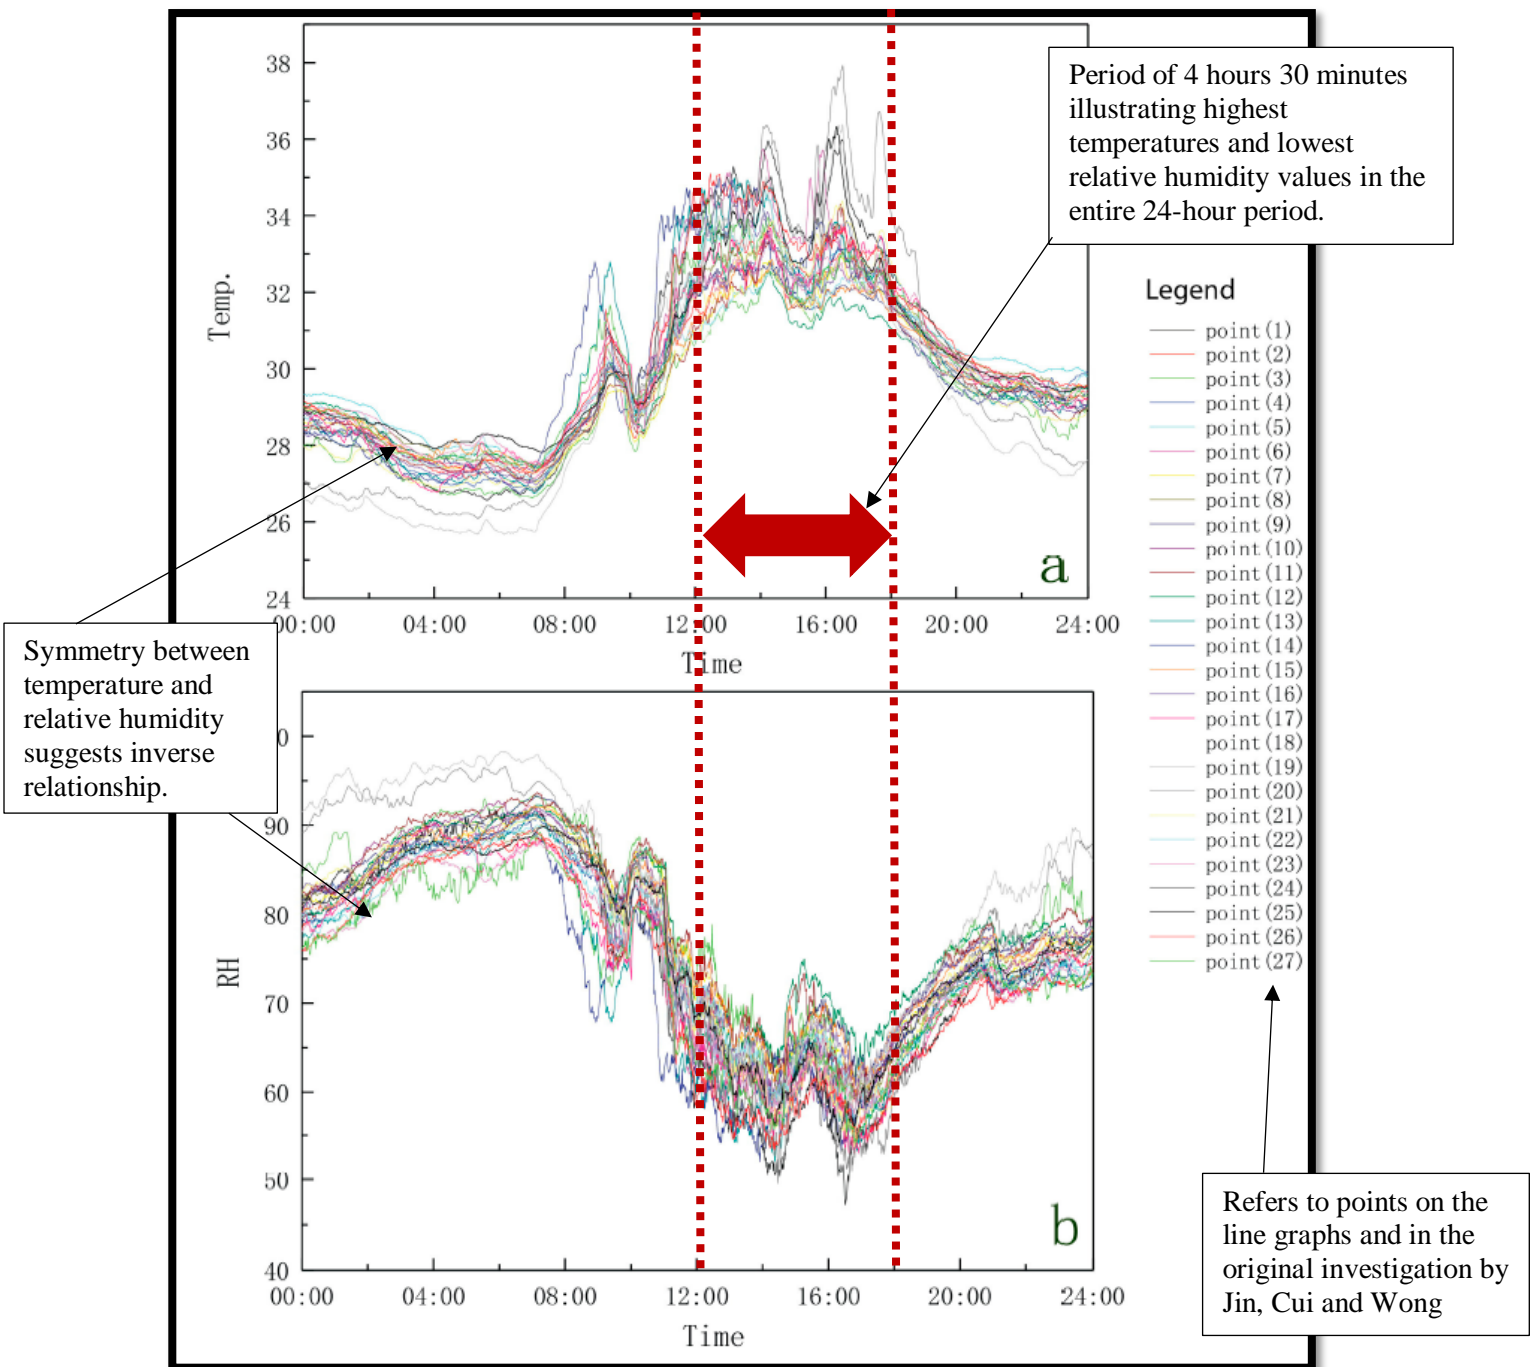 38
36
34
32
30
28
26
24
Temp.
00:00 04:00 08:00 12:00 16:00 20:00 24:00
Time
a
Period of 4 hours 30 minutes
illustrating highest
temperatures and lowest
relative humidity values in the
entire 24-hour period.
Symmetry between
temperature and
relative humidity
suggests inverse
relationship.
Legend
point(1)
point(2)
point(3)
point(4)
point(5)
point(6)
point(7)
point(8)
point(9)
point(10)
point(11)
point(12)
point(13)
point(14)
point(15)
point(16)
point(17)
point(18)
point(19)
point(20)
point(21)
point(22)
point(23)
point(24)
point(25)
point(26)
point(27)
0
90
80
70
60
50
40
RH
00:00 04:00 08:00 12:00 16:00 20:00 24:00
Time
b
Refers to points on the
line graphs and in the
original investigation by
Jin, Cui and Wong